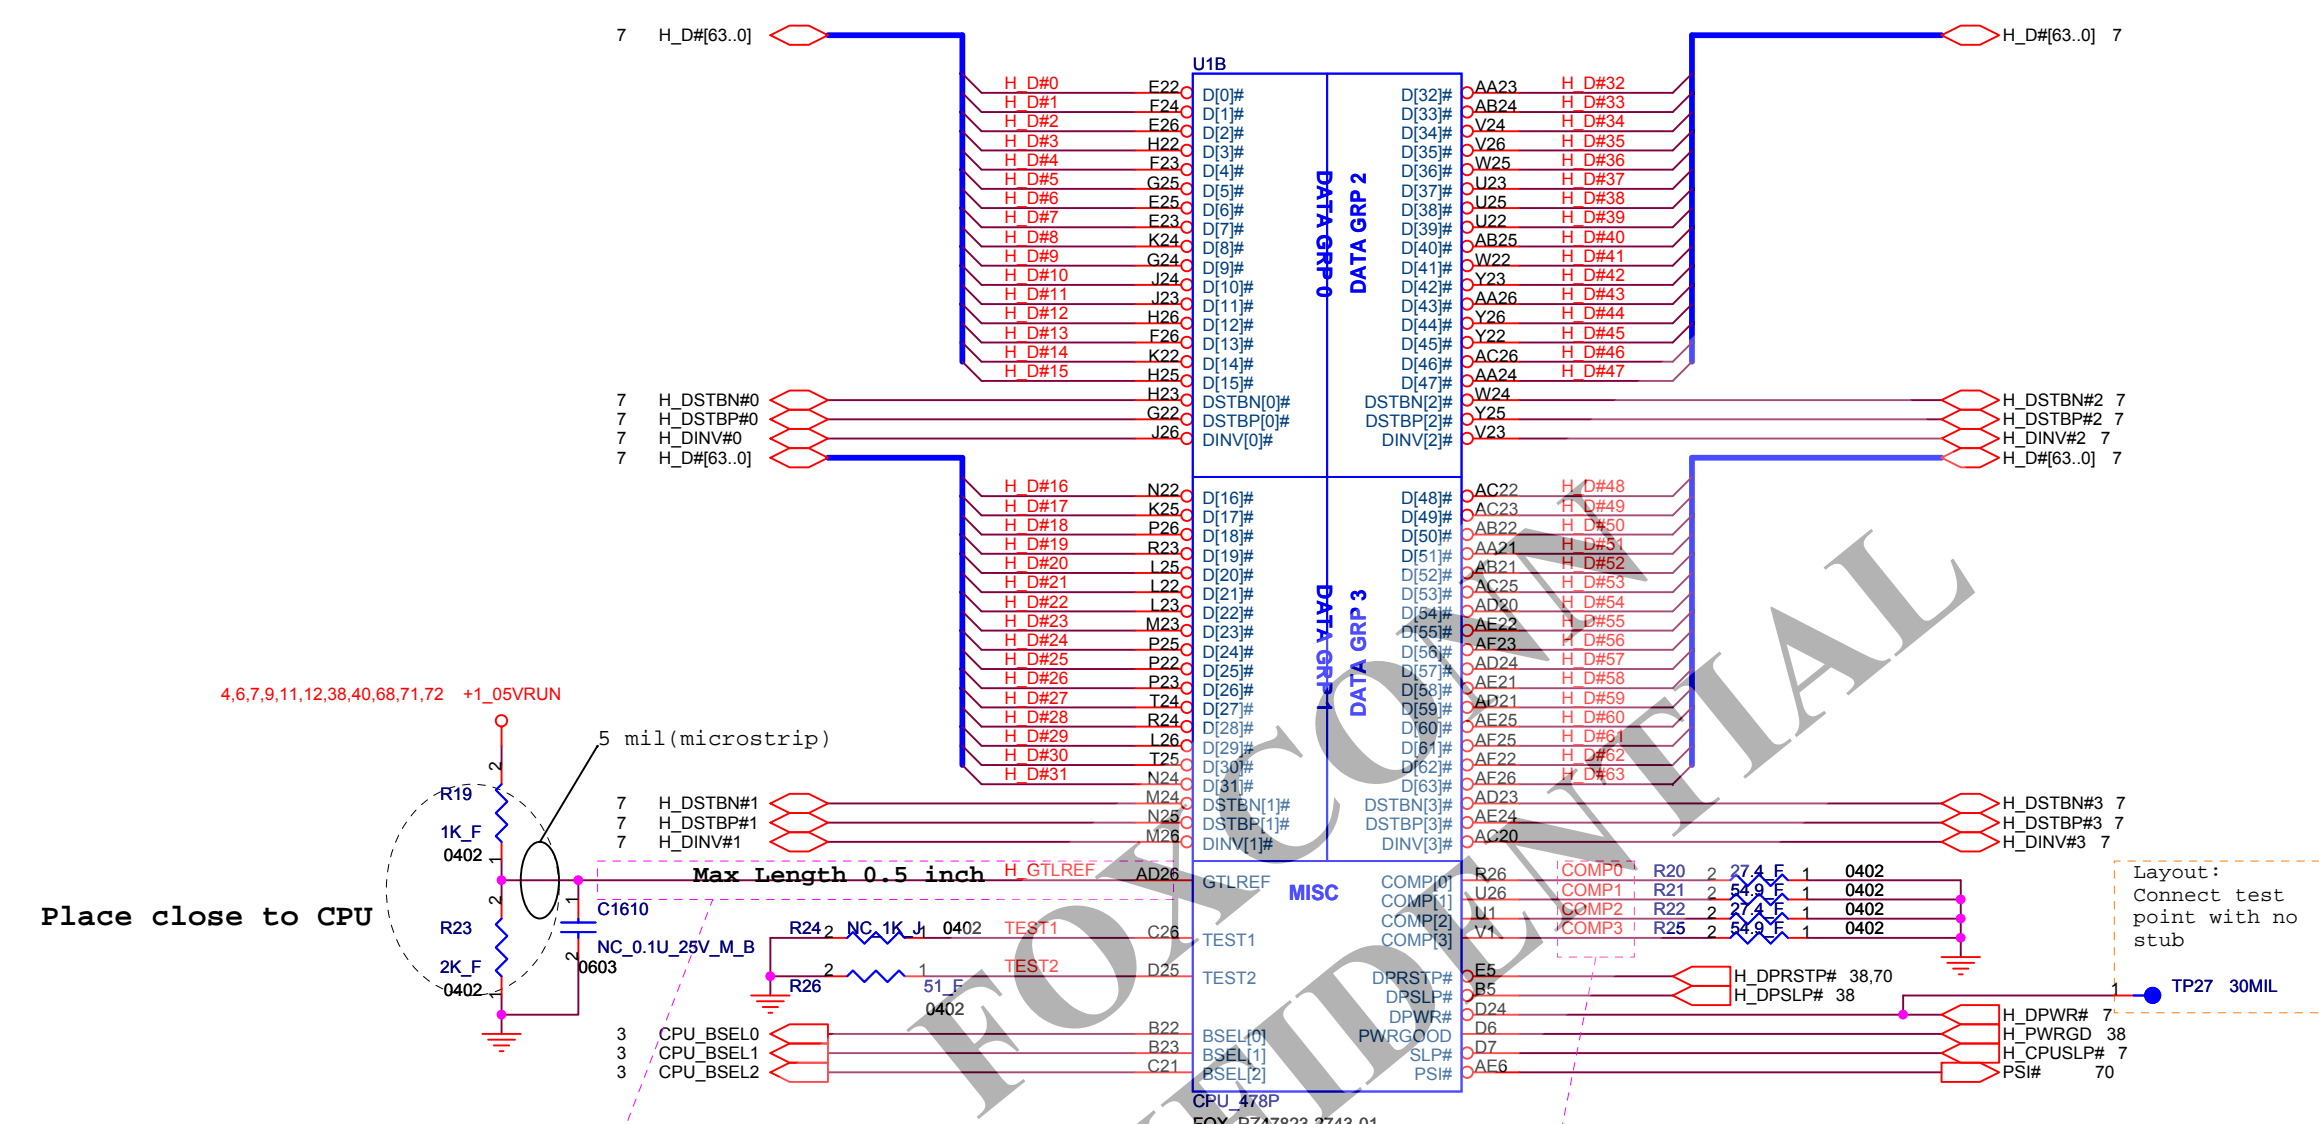 7 H_D#[63..0] H_D#[63..0] 7
U1B
H_D#0 E22 D[0]# D[32]# AA23 H_D#32
H_D#1 F24 D[1]# D[33]# AB24 H_D#33
H_D#2 E26 D[2]# D[34]# V24 H_D#34
H_D#3 H22 D[3]# D[35]# V26 H_D#35
H_D#4 F23 D[4]# D[36]# W25 H_D#36
H_D#5 G25 D[5]# D[37]# U23 H_D#37
H_D#6 E25 D[6]# D[38]# U25 H_D#38
H_D#7 E23 D[7]# D[39]# U22 H_D#39
H_D#8 K24 D[8]# D[40]# AB25 H_D#40
H_D#9 G24 D[9]# D[41]# W22 H_D#41
H_D#10 J24 D[10]# D[42]# Y23 H_D#42
H_D#11 J23 D[11]# D[43]# AA26 H_D#43
H_D#12 H26 D[12]# D[44]# Y26 H_D#44
H_D#13 F26 D[13]# D[45]# Y22 H_D#45
H_D#14 K22 D[14]# D[46]# AC26 H_D#46
H_D#15 H25 D[15]# D[47]# AA24 H_D#47
DATA GRP 0
DATA GRP 2
7 H_DSTBN#0 H23 DSTBN[0]# DSTBN[2]# W24 H_DSTBN#2 7
7 H_DSTBP#0 G22 DSTBP[0]# DSTBP[2]# Y25 H_DSTBP#2 7
7 H_DINV#0 J26 DINV[0]# DINV[2]# V23 H_DINV#2 7
7 H_D#[63..0] H_D#[63..0] 7
H_D#16 N22 D[16]# D[48]# AC22 H_D#48
H_D#17 K25 D[17]# D[49]# AC23 H_D#49
H_D#18 P26 D[18]# D[50]# AB22 H_D#50
H_D#19 R23 D[19]# D[51]# AA21 H_D#51
H_D#20 L25 D[20]# D[52]# AB21 H_D#52
H_D#21 L22 D[21]# D[53]# AC25 H_D#53
H_D#22 L23 D[22]# D[54]# AD20 H_D#54
H_D#23 M23 D[23]# D[55]# AE22 H_D#55
H_D#24 P25 D[24]# D[56]# AF23 H_D#56
H_D#25 P22 D[25]# D[57]# AD24 H_D#57
H_D#26 P23 D[26]# D[58]# AE21 H_D#58
H_D#27 T24 D[27]# D[59]# AD21 H_D#59
H_D#28 R24 D[28]# D[60]# AE25 H_D#60
H_D#29 L26 D[29]# D[61]# AF25 H_D#61
H_D#30 T25 D[30]# D[62]# AF22 H_D#62
H_D#31 N24 D[31]# D[63]# AF26 H_D#63
DATA GRP 1
DATA GRP 3
7 H_DSTBN#1 M24 DSTBN[1]# DSTBN[3]# AD23 H_DSTBN#3 7
7 H_DSTBP#1 N25 DSTBP[1]# DSTBP[3]# AE24 H_DSTBP#3 7
7 H_DINV#1 M26 DINV[1]# DINV[3]# AC20 H_DINV#3 7
4,6,7,9,11,12,38,40,68,71,72 +1_05VRUN
5 mil(microstrip)
2
R19
1K_F
0402
1
Place close to CPU
2
R23
2K_F
0402
1
1
C1610
NC_0.1U_25V_M_B
2
0603
Max Length 0.5 inch
H_GTLREF AD26 GTLREF
MISC
COMP[0] R26 COMP0 R20 2 27.4_F 1 0402
COMP[1] U26 COMP1 R21 2 54.9_F 1 0402
COMP[2] U1 COMP2 R22 2 27.4_F 1 0402
COMP[3] V1 COMP3 R25 2 54.9_F 1 0402
R24 2 NC_1K_J 1 0402 TEST1 C26 TEST1
R26 2 1 TEST2 D25 TEST2
51_F
0402
DPRSTP# E5 H_DPRSTP# 38,70
DPSLP# B5 H_DPSLP# 38
DPWR# D24 H_DPWR# 7
PWRGOOD D6 H_PWRGD 38
SLP# D7 H_CPUSLP# 7
PSI# AE6 PSI# 70
3 CPU_BSEL0 B22 BSEL[0]
3 CPU_BSEL1 B23 BSEL[1]
3 CPU_BSEL2 C21 BSEL[2]
Layout:
Connect test
point with no
stub
1 TP27 30MIL
CPU_478P
FOX_PZ47823-2743-01
FOXCONN